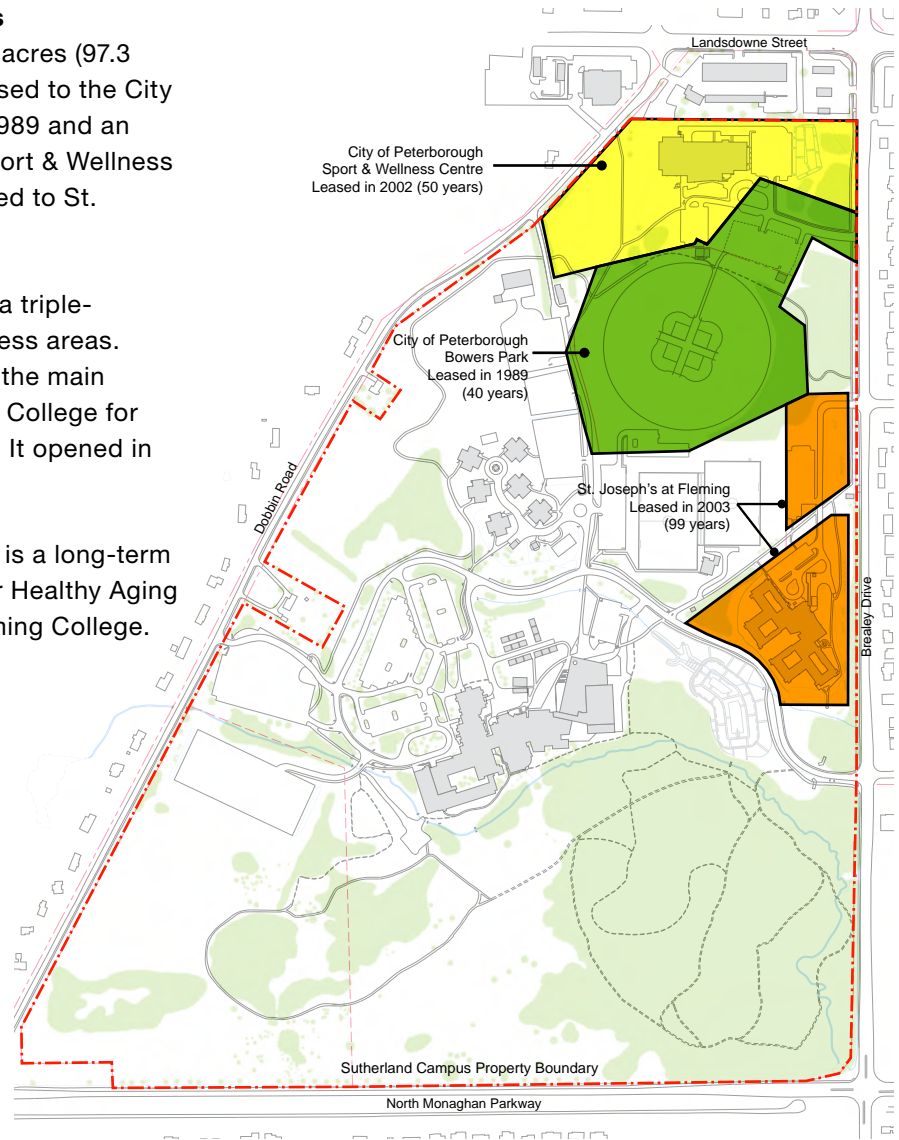 s
acres (97.3
sed to the City
989 and an
ort & Wellness
ed to St.
a triple-
ess areas.
the main
College for
It opened in
is a long-term
r Healthy Aging
ning College.
Landsdowne Street
City of Peterborough
Sport & Wellness Centre
Leased in 2002 (50 years)
City of Peterborough
Bowers Park
Leased in 1989
(40 years)
St. Joseph's at Fleming
Leased in 2003
(99 years)
Dobbin Road
Brealey Drive
Sutherland Campus Property Boundary
North Monaghan Parkway